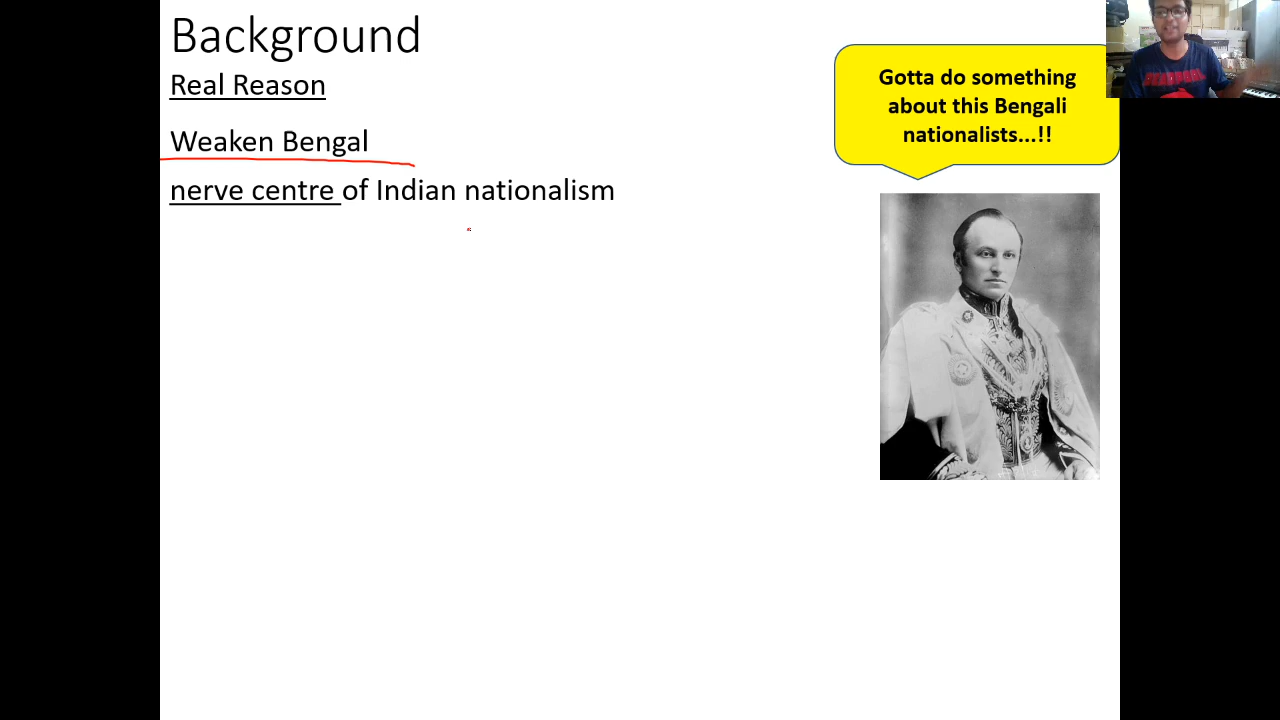 Background
Real Reason
Weaken Bengal
nerve centre of Indian nationalism
Gotta do something
about this Bengali
nationalists...!!